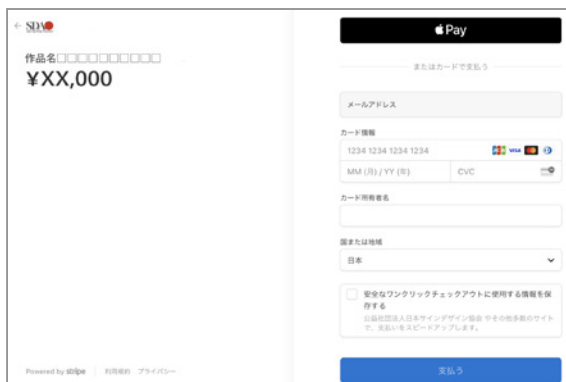 ← SDA
作品名□□□□□□□□□□
¥XX,000
Pay
またはカードで支払う
メールアドレス
カード情報
1234 1234 1234 1234
JCB VISA
MM (月) / YY (年)
CVC
カード所有者名
国または地域
日本
安全なワンクリックチェックアウトに使用する情報を保
存する
公益社団法人日本サインデザイン協会 やその他多数のサイト
で、支払いをスピードアップします。
Powered by stripe
利用規約 プライバシー
支払う